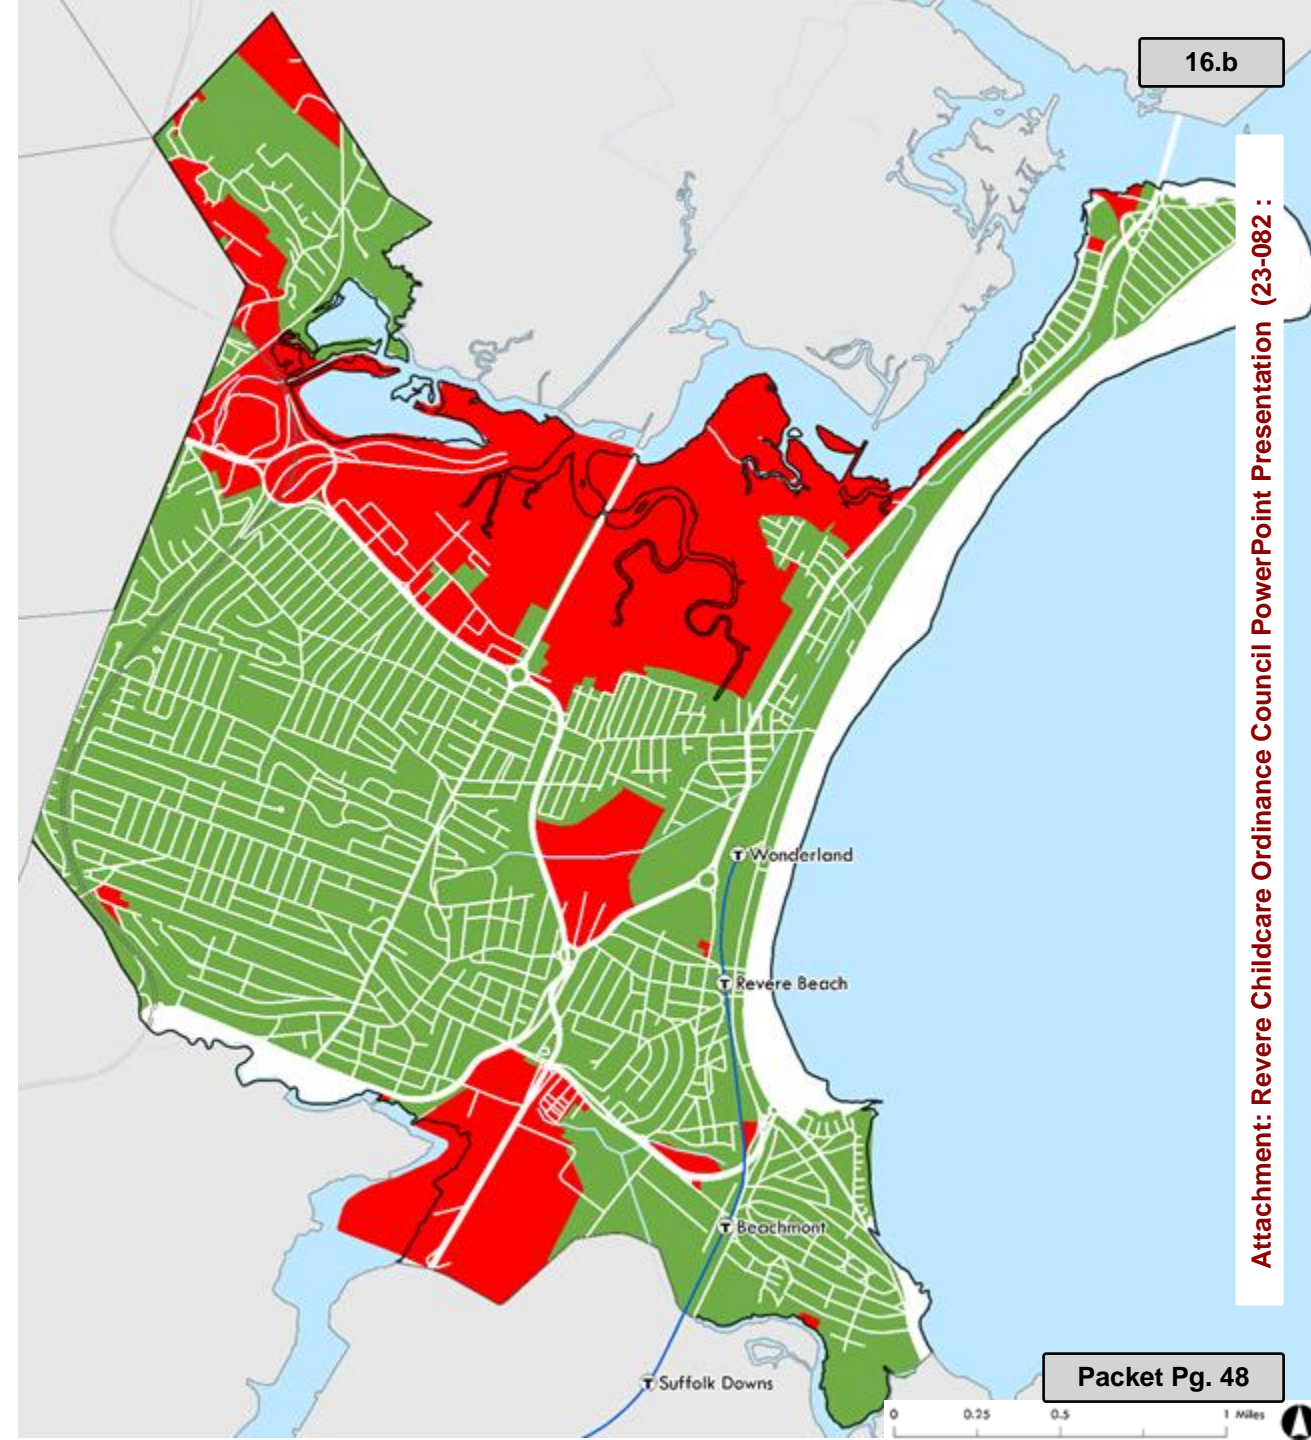 16.b
Attachment: Revere Childcare Ordinance Council PowerPoint Presentation (23-082 :
T Wonderland
T Revere Beach
T Beachmont
T Suffolk Downs
Packet Pg. 48
0 0.25 0.5 1 Miles